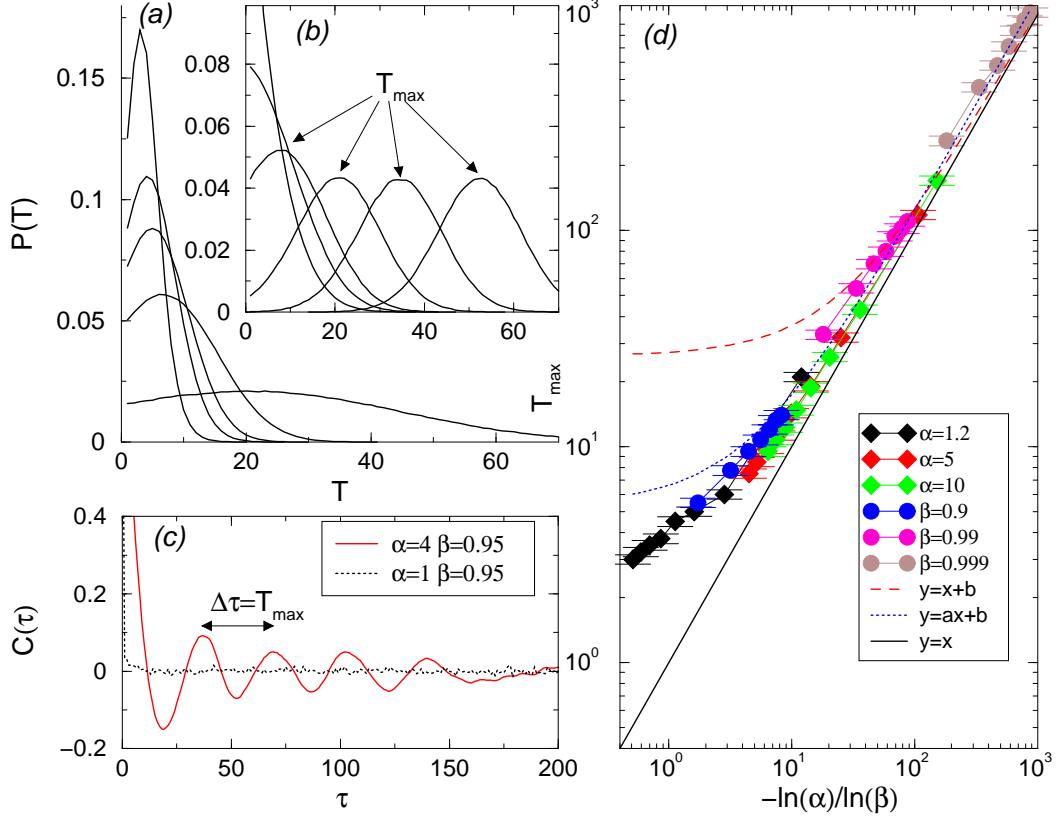 (a)
P(T)
0.15
0.1
0.05
0
0
20
40
60
T
(b)
T_max
0.08
0.06
0.04
0.02
0
0
20
40
60
(c)
C(τ)
0.4
0.2
0
−0.2
0
50
100
150
200
τ
α=4 β=0.95
α=1 β=0.95
Δτ=T_max
(d)
T_max
10^3
10^2
10^1
10^0
10^0
10^1
10^2
10^3
−ln(α)/ln(β)
α=1.2
α=5
α=10
β=0.9
β=0.99
β=0.999
y=x+b
y=ax+b
y=x